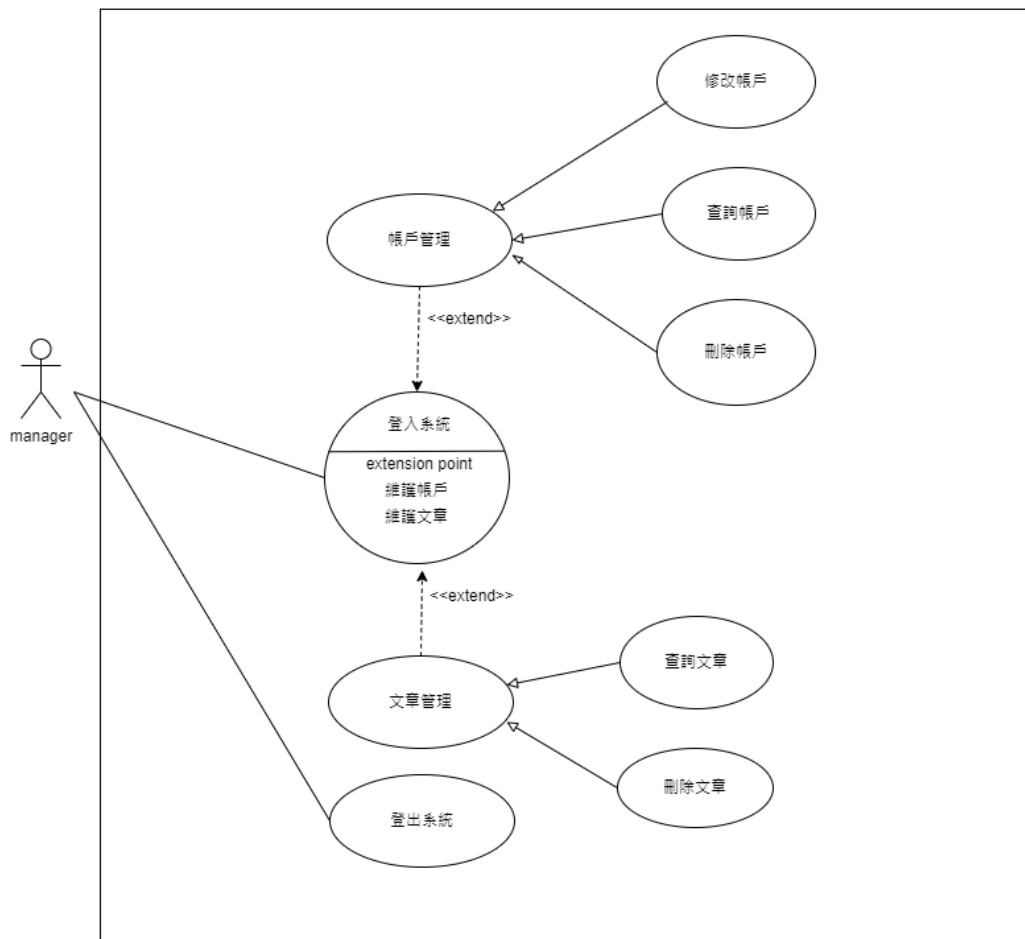 修改帳戶
查詢帳戶
帳戶管理
<<extend>>
刪除帳戶
manager
登入系統
extension point
維護帳戶
維護文章
<<extend>>
查詢文章
文章管理
刪除文章
登出系統